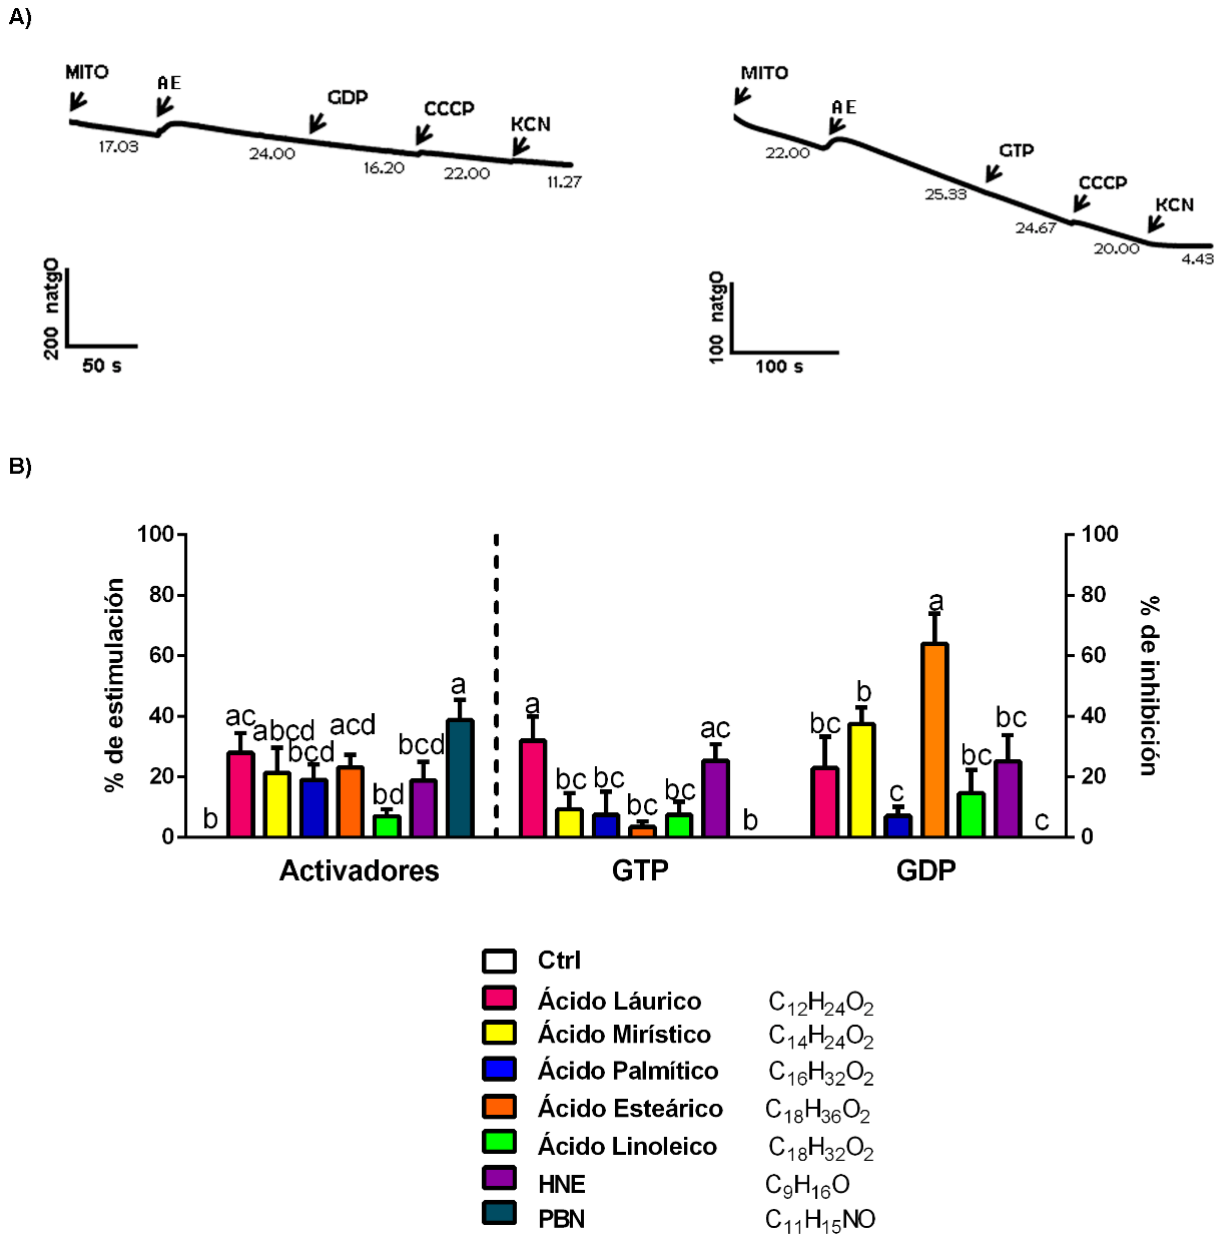 A)
MITO
AE
GDP
CCCP
KCN
17.03
24.00
16.20
22.00
11.27
200 natgO
50 s
MITO
AE
GTP
CCCP
KCN
22.00
25.33
24.67
20.00
4.43
100 natgO
100 s
B)
% de estimulación
100
80
60
40
20
0
b
ac
abcd
bcd
acd
bd
bcd
a
a
bc
bc
bc
bc
ac
b
bc
b
c
a
bc
bc
c
100
80
60
40
20
0
% de inhibición
Activadores
GTP
GDP
Ctrl
Ácido Láurico C₁₂H₂₄O₂
Ácido Mirístico C₁₄H₂₄O₂
Ácido Palmítico C₁₆H₃₂O₂
Ácido Esteárico C₁₈H₃₆O₂
Ácido Linoleico C₁₈H₃₂O₂
HNE C₉H₁₆O
PBN C₁₁H₁₅NO